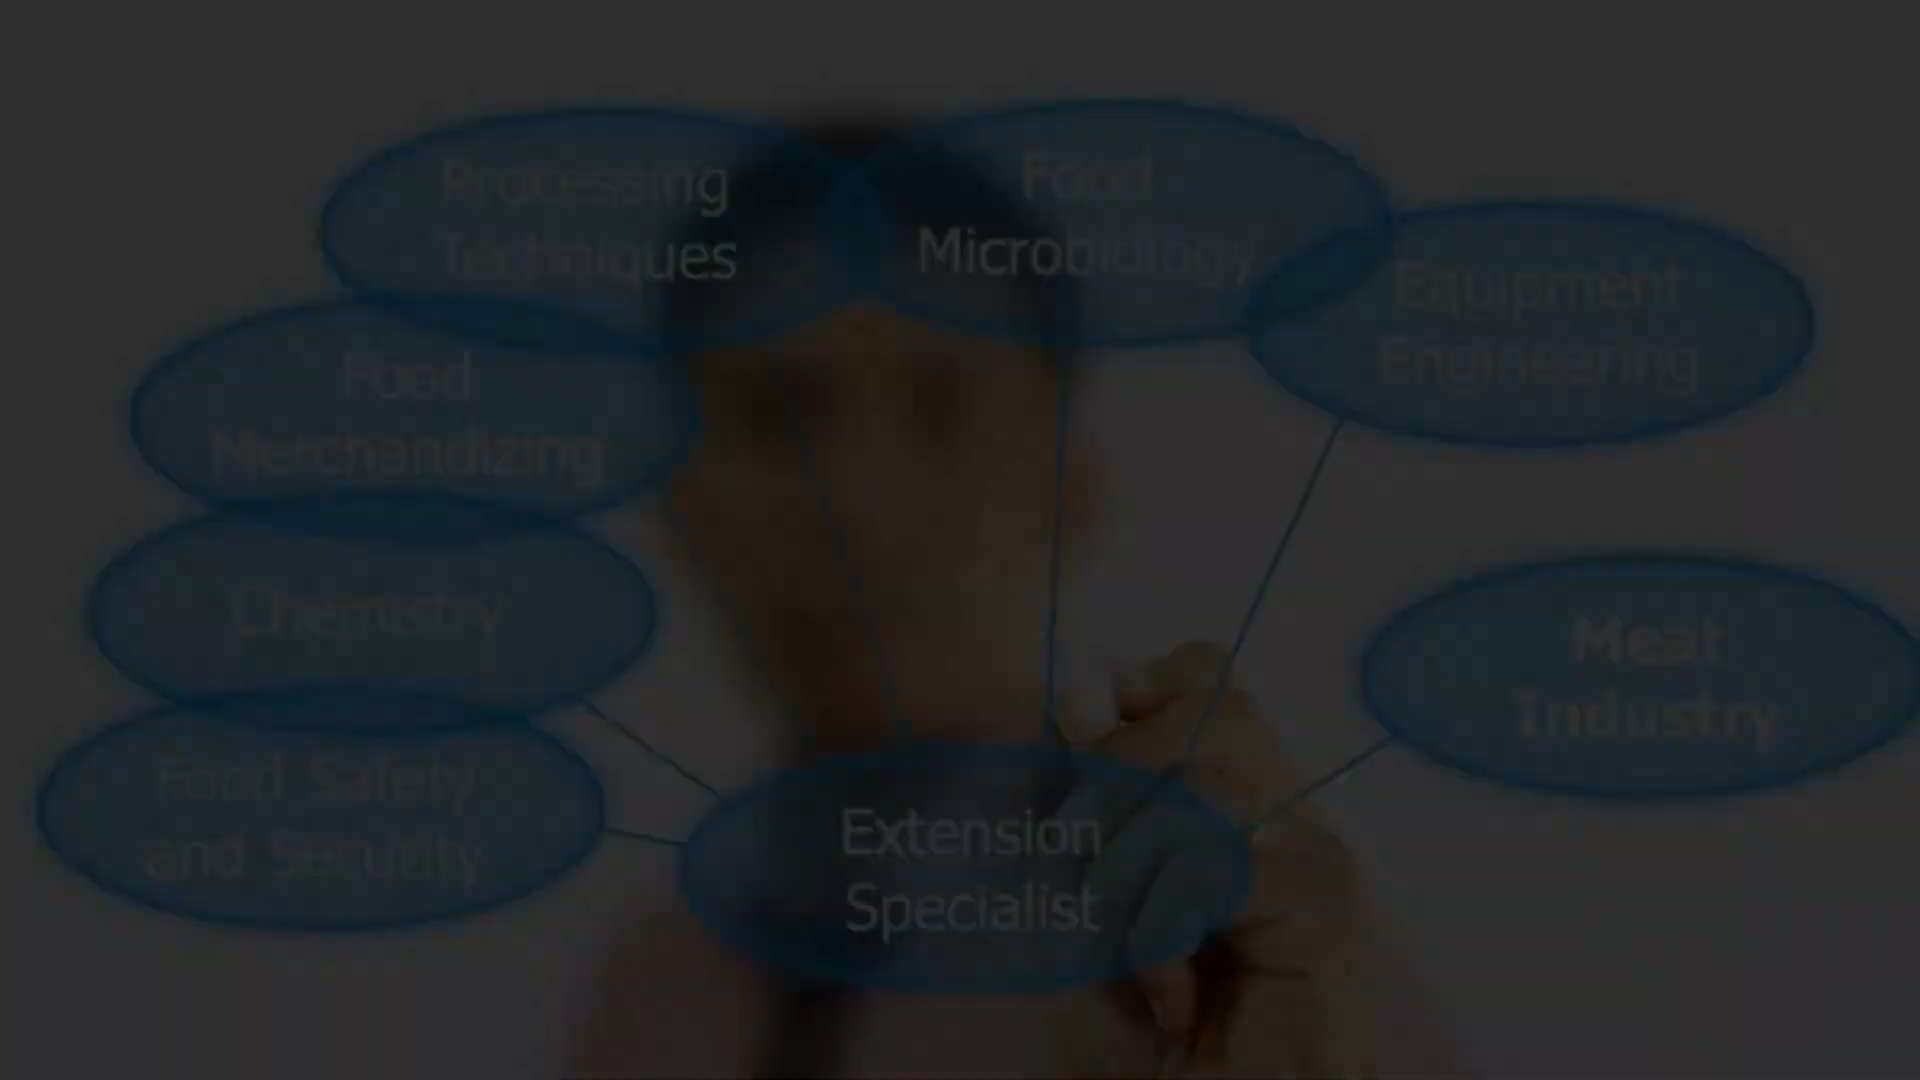 Processing
Techniques
Food
Microbiology
Equipment
Engineering
Food
Merchandizing
Chemistry
Meat
Industry
Food Safety
and Security
Extension
Specialist